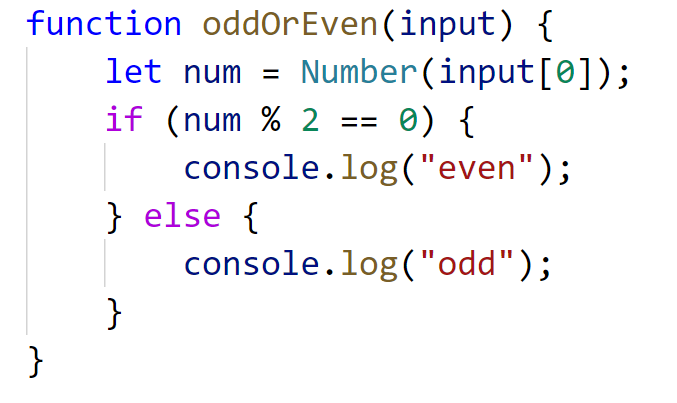 function oddOrEven(input) {
    let num = Number(input[0]);
    if (num % 2 == 0) {
        console.log("even");
    } else {
        console.log("odd");
    }
}